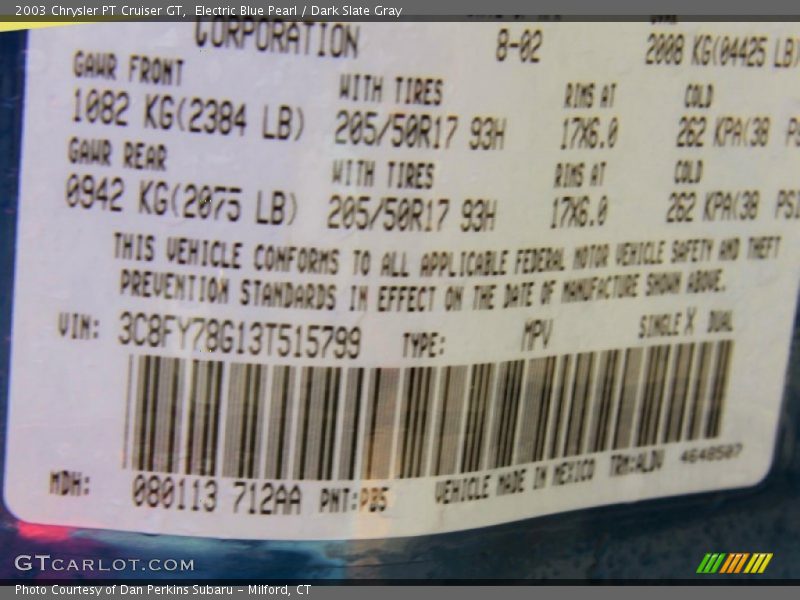 2003 Chrysler PT Cruiser GT, Electric Blue Pearl / Dark Slate Gray
CORPORATION 8-02 2008 KG(04425 LB)
GAWR FRONT WITH TIRES RIMS AT COLD
1082 KG(2384 LB) 205/50R17 93H 17X6.0 262 KPA(38 PS
GAWR REAR WITH TIRES RIMS AT COLD
0942 KG(2075 LB) 205/50R17 93H 17X6.0 262 KPA(38 PSI
THIS VEHICLE CONFORMS TO ALL APPLICABLE FEDERAL MOTOR VEHICLE SAFETY AND THEFT
PREVENTION STANDARDS IN EFFECT ON THE DATE OF MANUFACTURE SHOWN ABOVE.
VIN: 3C8FY78G13T515799 TYPE: MPV SINGLE X DUAL
MDH: 080113 712AA PNT:PB5 VEHICLE MADE IN MEXICO TRM:ALDV 4648507
GTCARLOT.COM
Photo Courtesy of Dan Perkins Subaru - Milford, CT